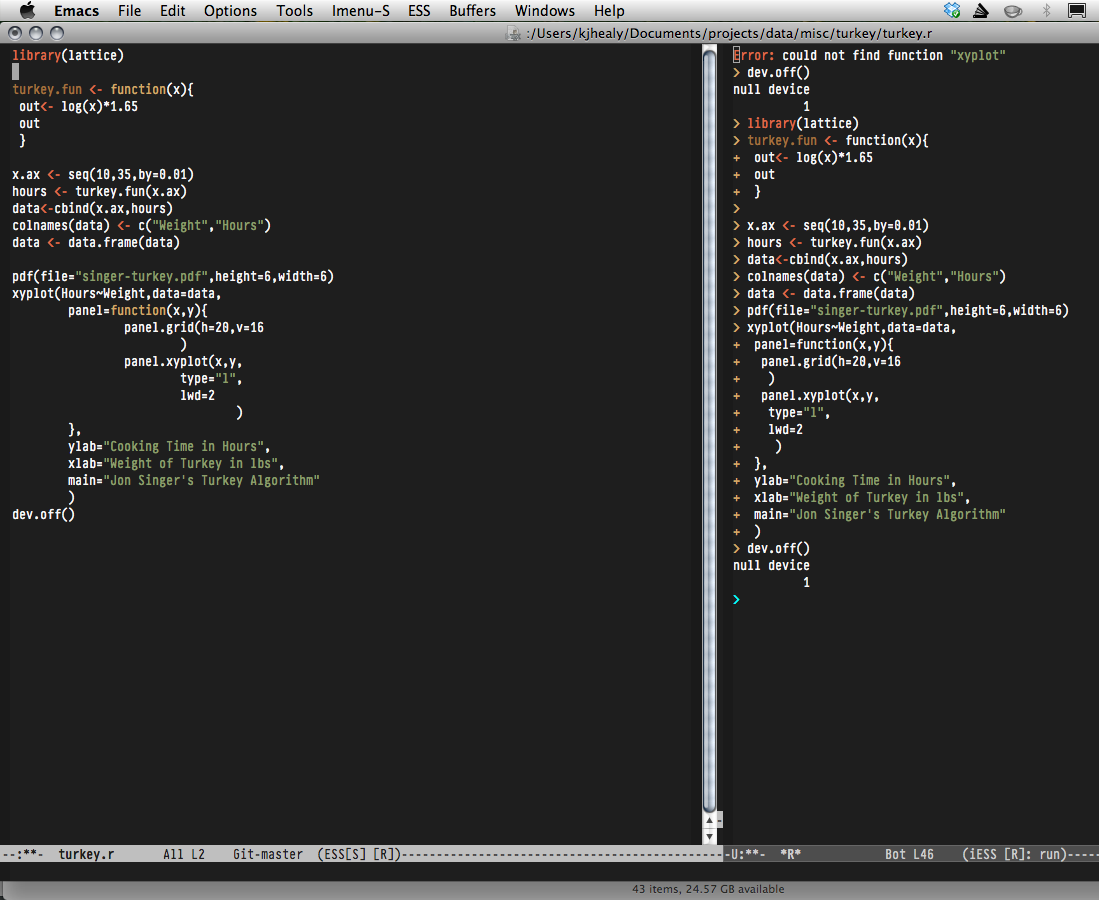 Emacs File Edit Options Tools Imenu-S ESS Buffers Windows Help
:/Users/kjhealy/Documents/projects/data/misc/turkey/turkey.r
library(lattice)
turkey.fun <- function(x){
out<- log(x)*1.65
out
}
x.ax <- seq(10,35,by=0.01)
hours <- turkey.fun(x.ax)
data<-cbind(x.ax,hours)
colnames(data) <- c("Weight","Hours")
data <- data.frame(data)
pdf(file="singer-turkey.pdf",height=6,width=6)
xyplot(Hours~Weight,data=data,
panel=function(x,y){
panel.grid(h=20,v=16
)
panel.xyplot(x,y,
type="l",
lwd=2
)
},
ylab="Cooking Time in Hours",
xlab="Weight of Turkey in lbs",
main="Jon Singer's Turkey Algorithm"
)
dev.off()
--:**- turkey.r All L2 Git-master (ESS[S] [R])----------------------------------------------
Error: could not find function "xyplot"
> dev.off()
null device
1
> library(lattice)
> turkey.fun <- function(x){
+ out<- log(x)*1.65
+ out
+ }
>
> x.ax <- seq(10,35,by=0.01)
> hours <- turkey.fun(x.ax)
> data<-cbind(x.ax,hours)
> colnames(data) <- c("Weight","Hours")
> data <- data.frame(data)
> pdf(file="singer-turkey.pdf",height=6,width=6)
> xyplot(Hours~Weight,data=data,
+ panel=function(x,y){
+ panel.grid(h=20,v=16
+ )
+ panel.xyplot(x,y,
+ type="l",
+ lwd=2
+ )
+ },
+ ylab="Cooking Time in Hours",
+ xlab="Weight of Turkey in lbs",
+ main="Jon Singer's Turkey Algorithm"
+ )
> dev.off()
null device
1
>
-U:**- *R* Bot L46 (iESS [R]: run)-----
43 items, 24.57 GB available